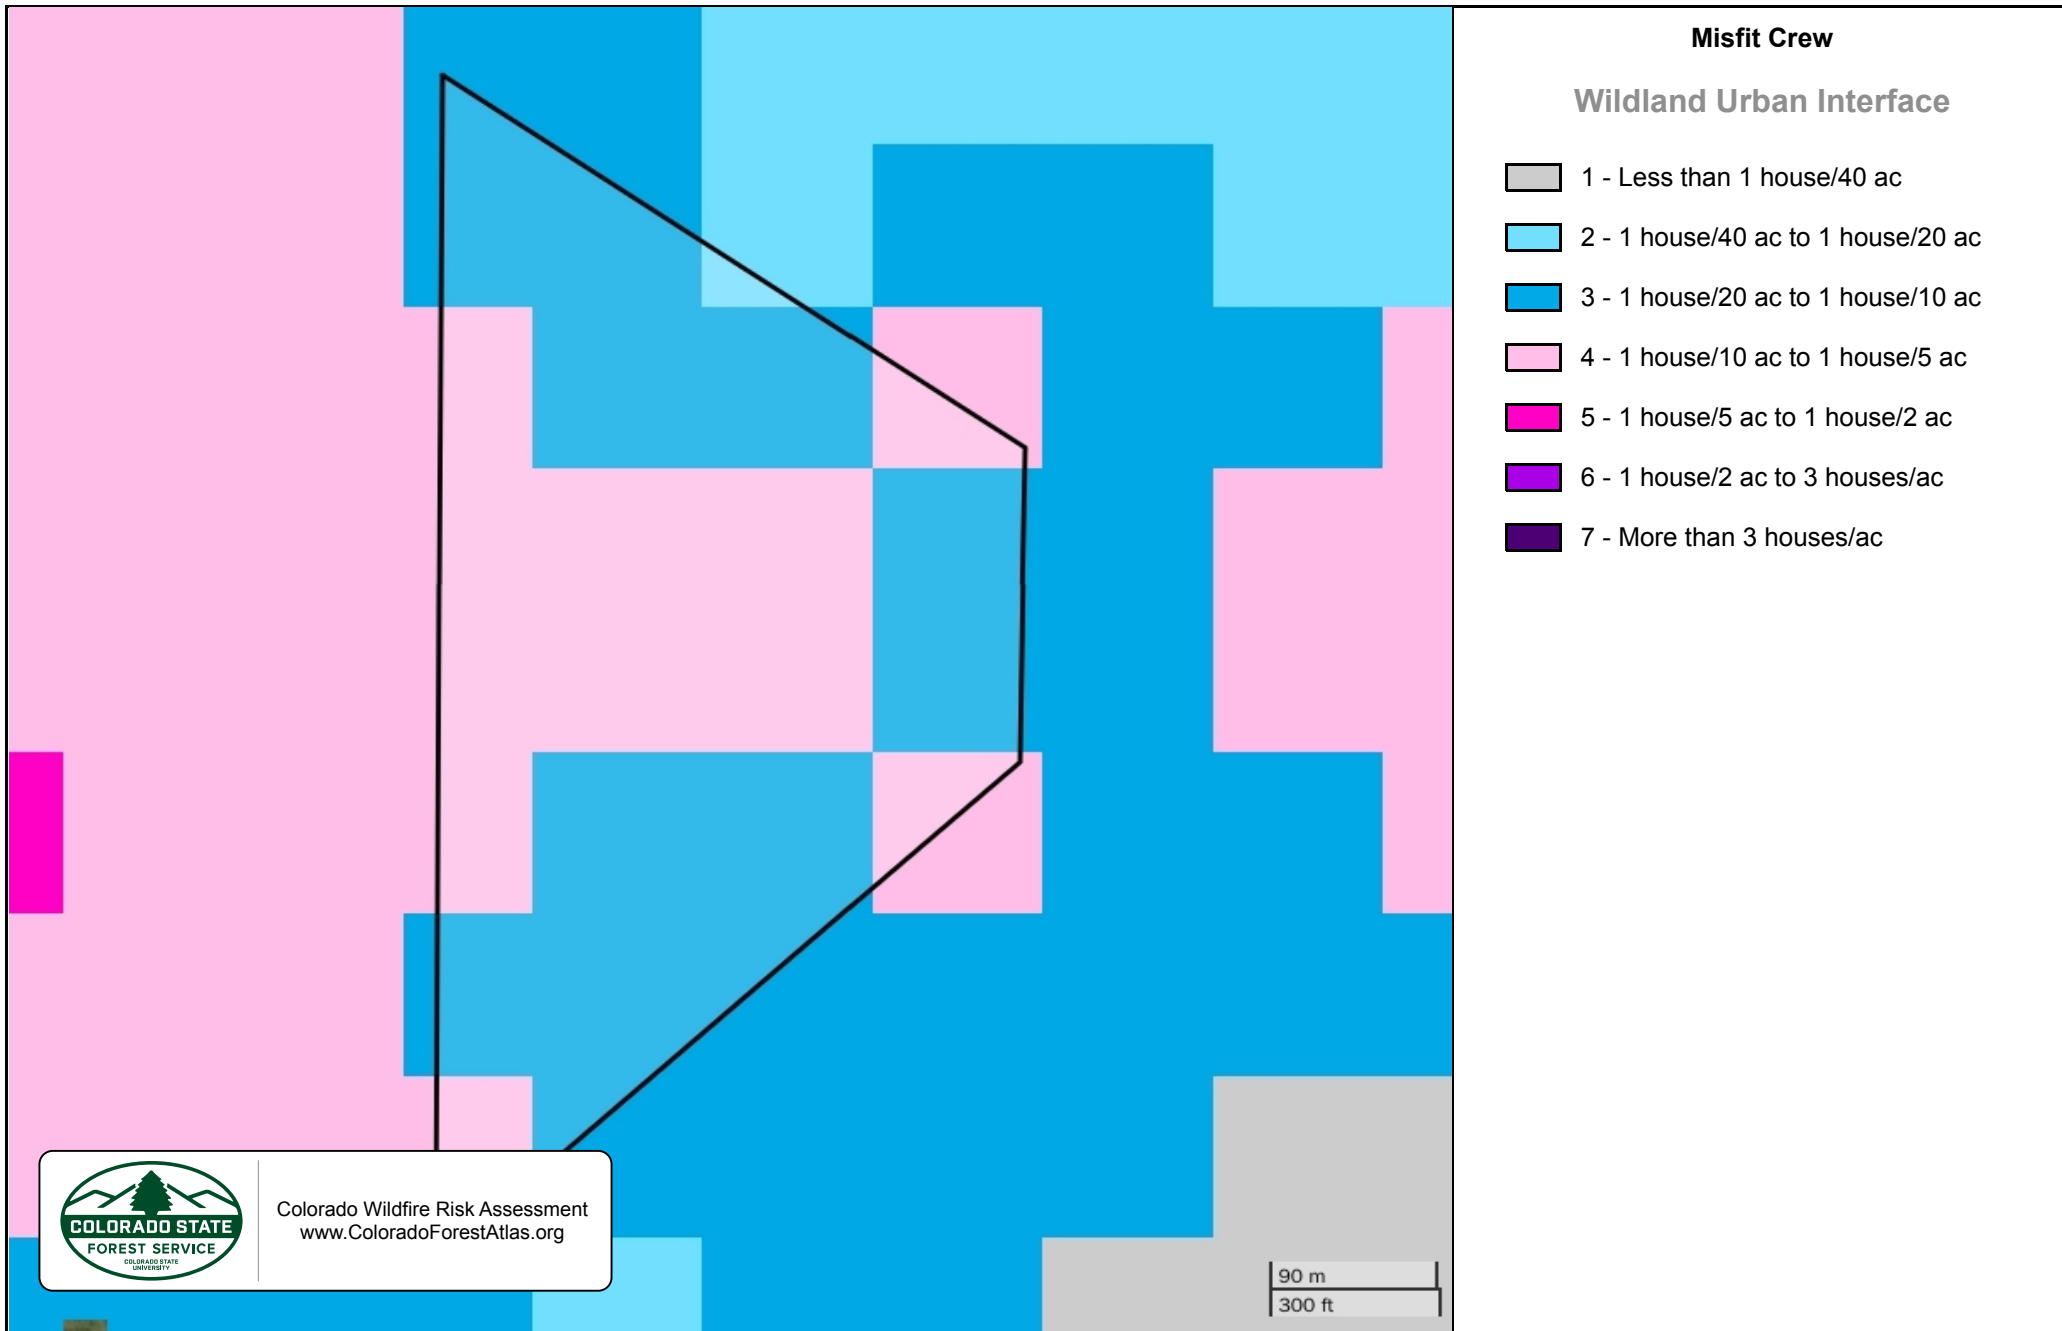 Misfit Crew
Wildland Urban Interface
1 - Less than 1 house/40 ac
2 - 1 house/40 ac to 1 house/20 ac
3 - 1 house/20 ac to 1 house/10 ac
4 - 1 house/10 ac to 1 house/5 ac
5 - 1 house/5 ac to 1 house/2 ac
6 - 1 house/2 ac to 3 houses/ac
7 - More than 3 houses/ac
COLORADO STATE
FOREST SERVICE
COLORADO STATE
UNIVERSITY
Colorado Wildfire Risk Assessment
www.ColoradoForestAtlas.org
90 m
300 ft